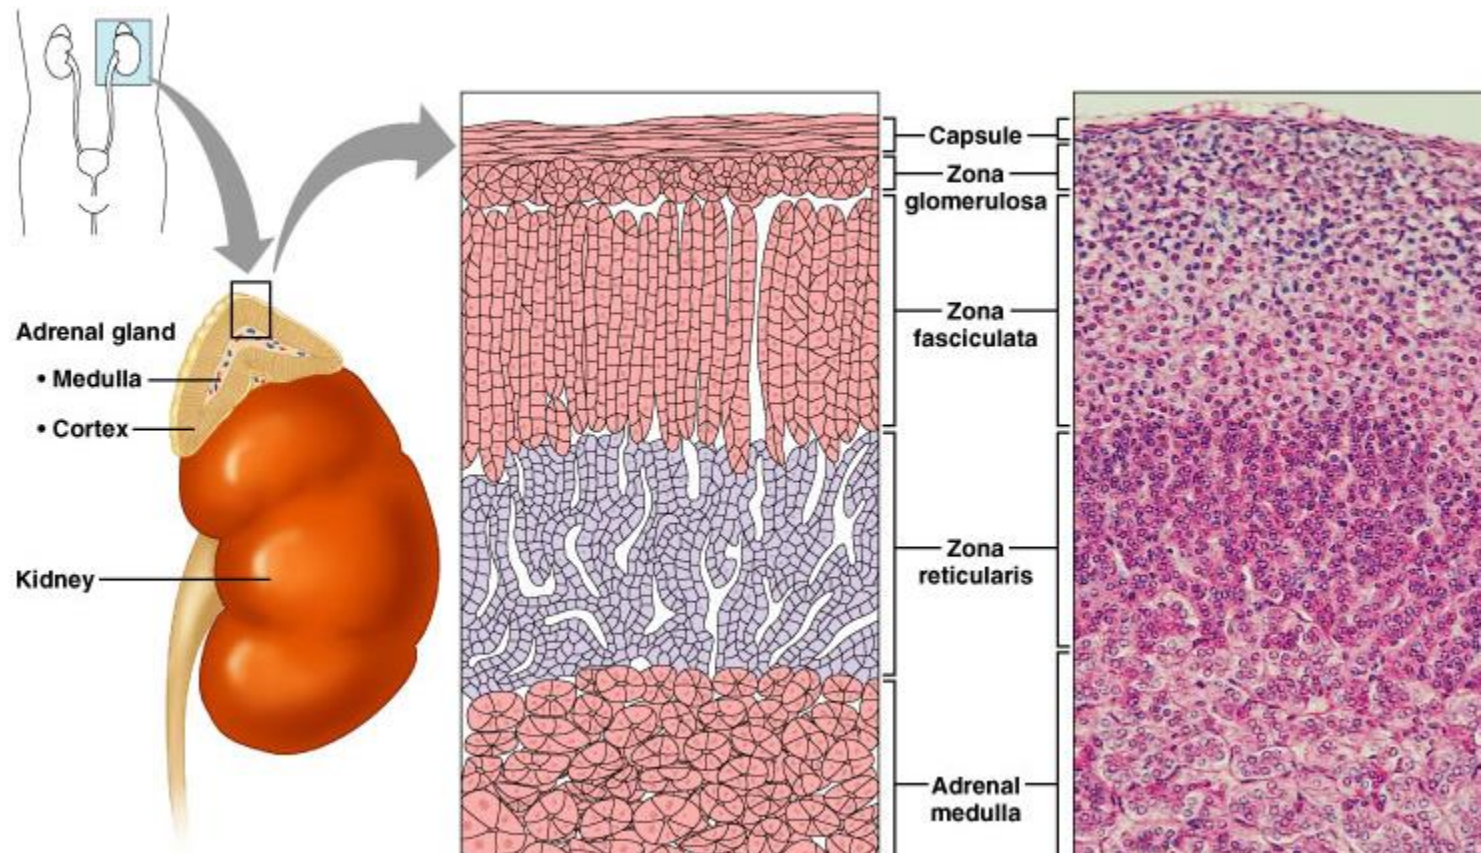 Capsule
Zona
glomerulosa
Zona
fasciculata
Adrenal gland
• Medulla
• Cortex
Zona
reticularis
Kidney
Adrenal
medulla